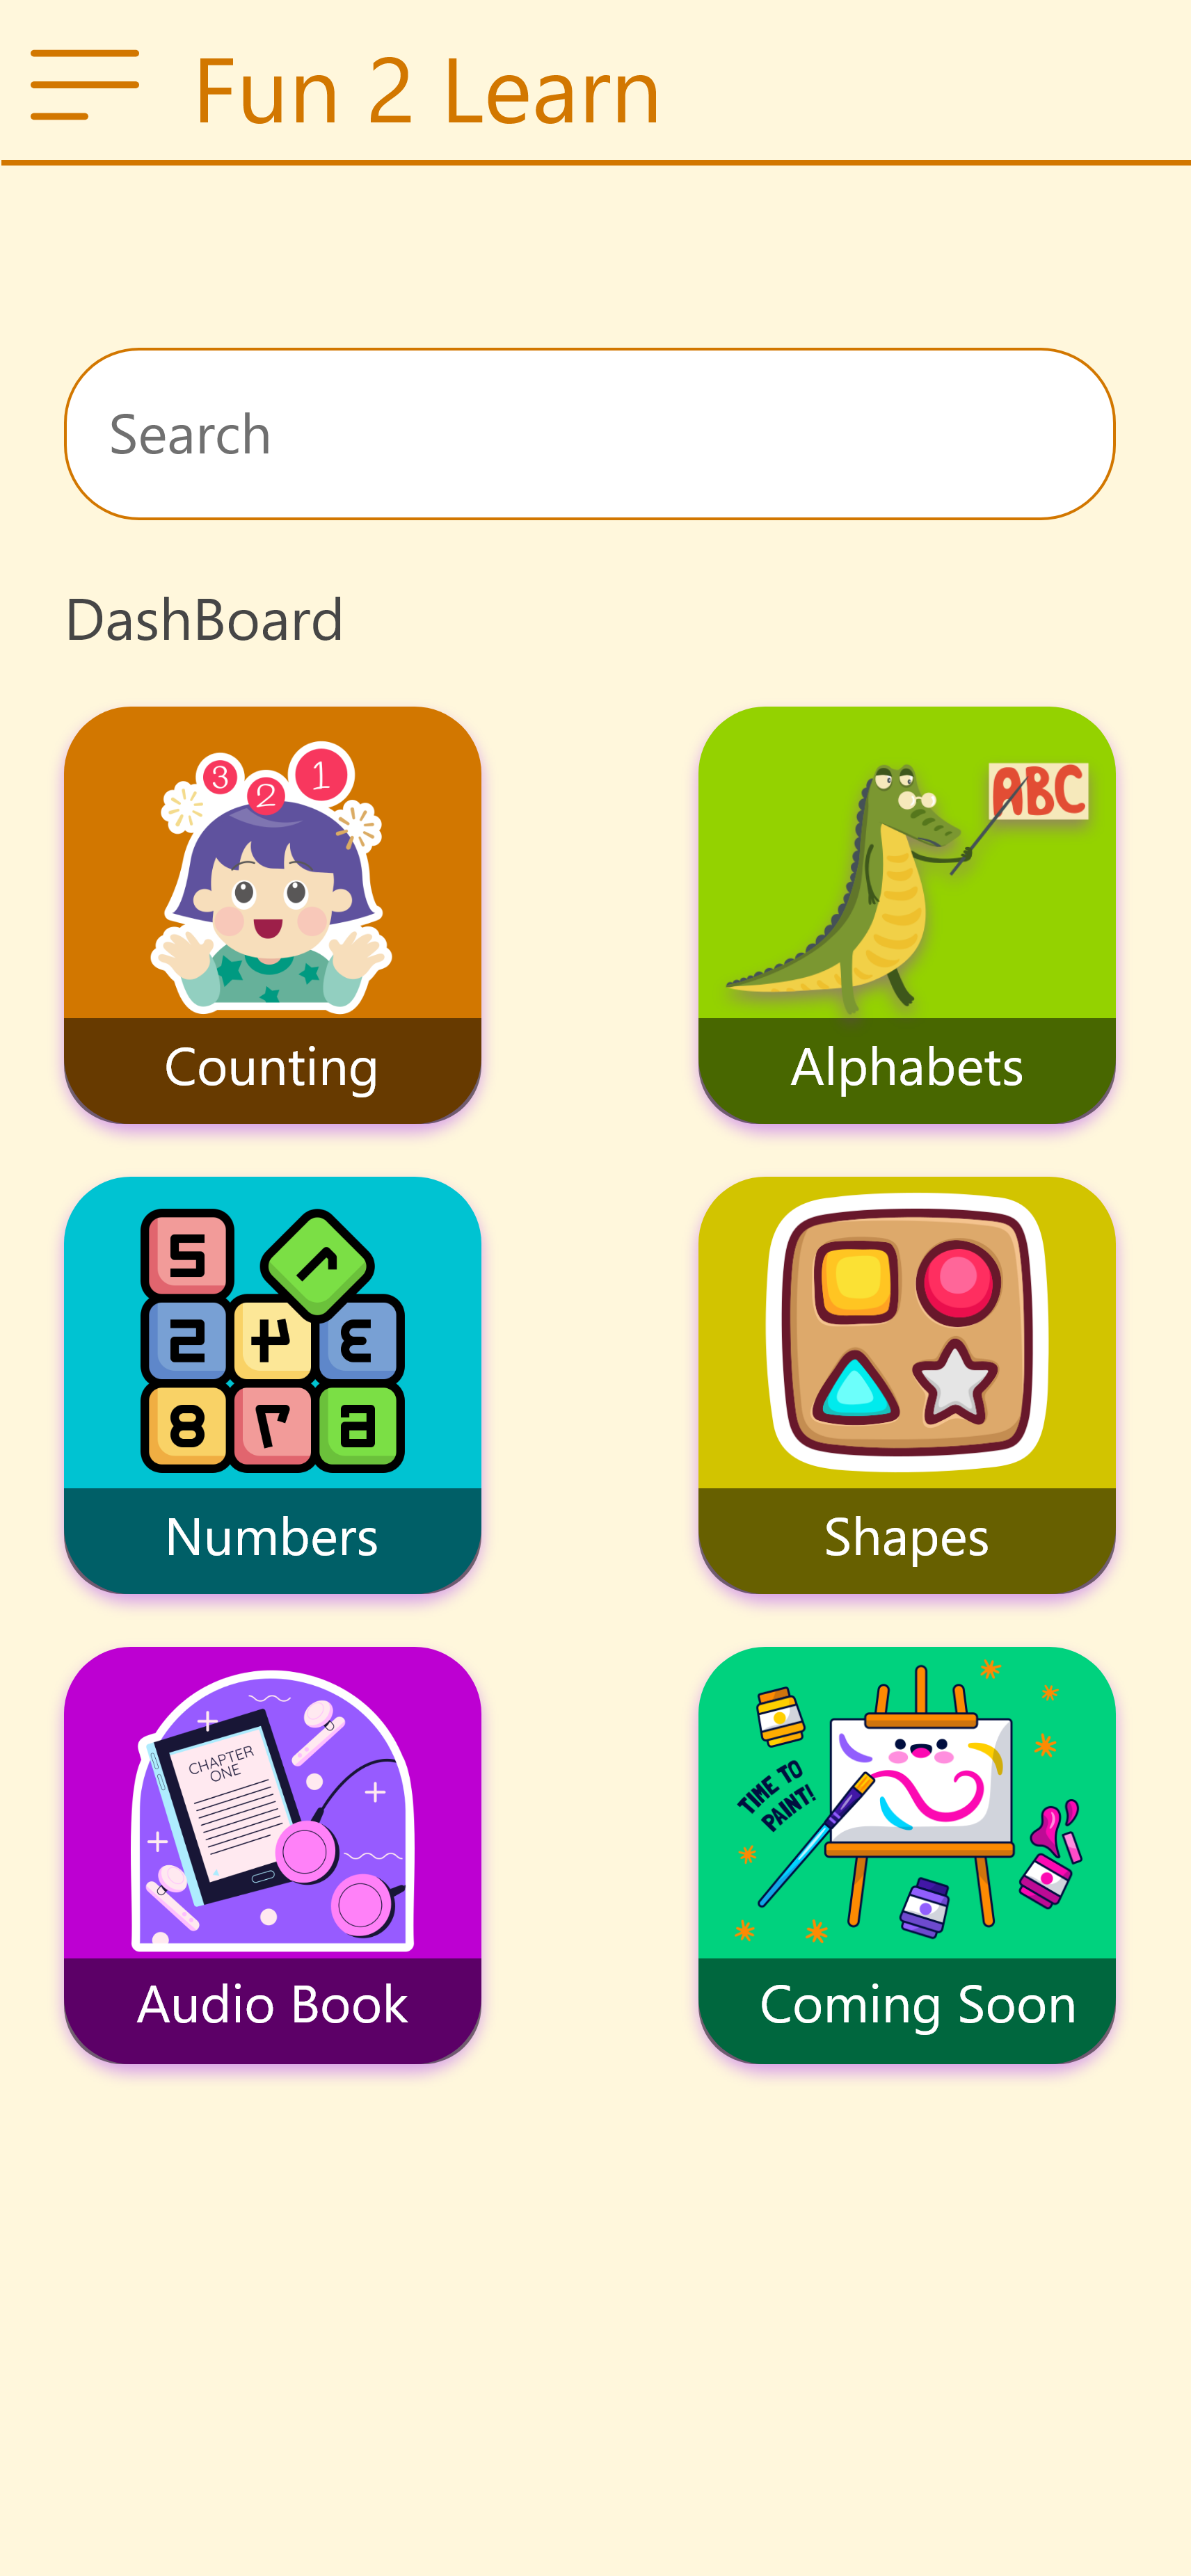 Fun 2 Learn
Search
DashBoard
3 2 1
Counting
ABC
Alphabets
2 1
5 4 3
8 7 6
Numbers
Shapes
CHAPTER
ONE
Audio Book
TIME TO
PAINT!
Coming Soon